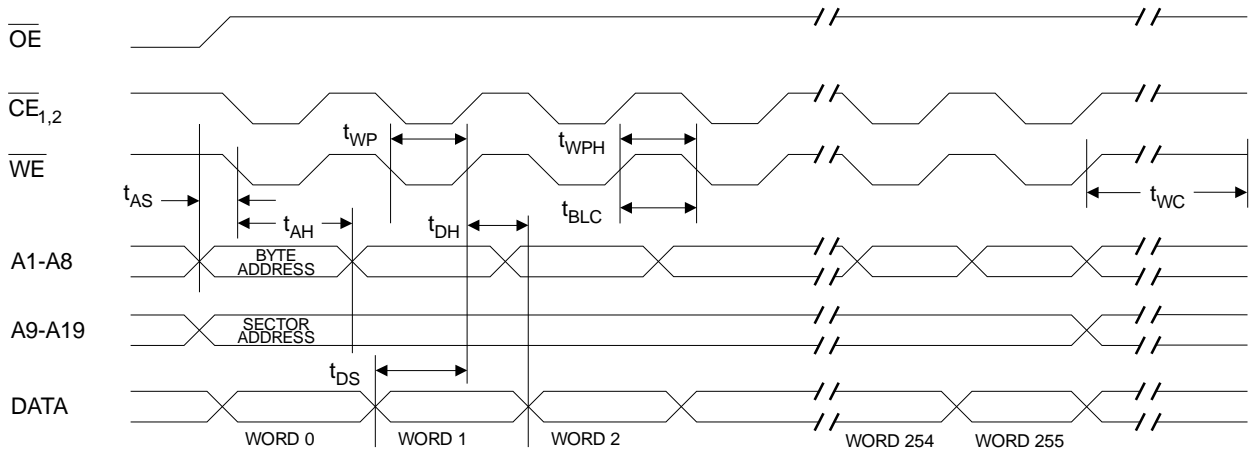 OE
CE1,2
tWP
tWPH
WE
tAS
tAH
tDH
tBLC
tWC
A1-A8
BYTE
ADDRESS
A9-A19
SECTOR
ADDRESS
tDS
DATA
WORD 0
WORD 1
WORD 2
WORD 254
WORD 255